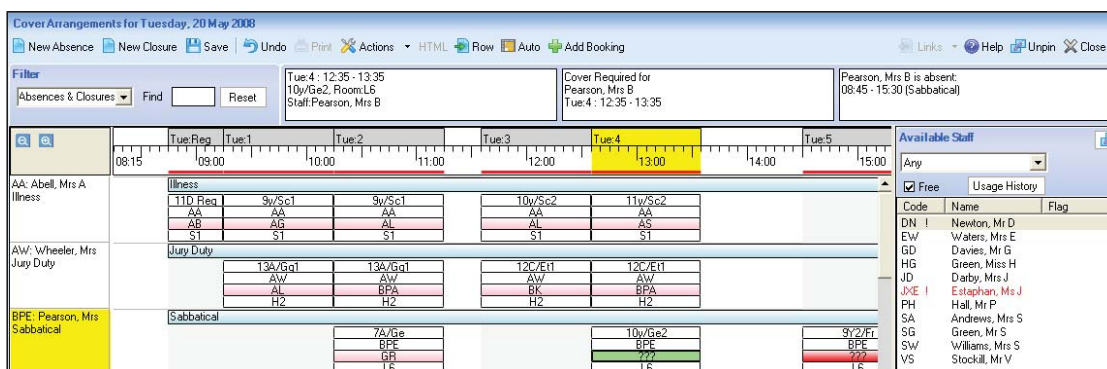 Cover Arrangements for Tuesday, 20 May 2008
New Absence New Closure Save Undo Print Actions HTML Row Auto Add Booking Links Help Unpin Close
Filter
Absences & Closures Find Reset
Tue:4 : 12:35 - 13:35
10y/Ge2, Room:L6
Staff:Pearson, Mrs B
Cover Required for
Pearson, Mrs B
Tue:4 : 12:35 - 13:35
Pearson, Mrs B is absent:
08:45 - 15:30 (Sabbatical)
Tue:Reg Tue:1 Tue:2 Tue:3 Tue:4 Tue:5
08:15 09:00 10:00 11:00 12:00 13:00 14:00 15:00
AA: Abell, Mrs A
Illness
Illness
11D Reg 9y/Sc1 9y/Sc1 10y/Sc2 11y/Sc2
AA AA AA AA AA
AB AG AL AL AS
S1 S1 S1 S1 S1
AW: Wheeler, Mrs
Jury Duty
Jury Duty
13A/Gg1 13A/Gg1 12C/Et1 12C/Et1
AW AW AW AW
AL BPA BK BPA
H2 H2 H2 H2
BPE: Pearson, Mrs
Sabbatical
Sabbatical
7A/Ge 10y/Ge2 9Y2/Fr
BPE BPE BPE
GR ??? ???
L6 L6 L6
Available Staff
Any
Free Usage History
Code Name Flag
DN ! Newton, Mr D
EW Waters, Mrs E
GD Davies, Mr G
HG Green, Miss H
JD Darby, Mrs J
JXE ! Estaphan, Ms J
PH Hall, Mr P
SA Andrews, Mrs S
SG Green, Mr S
SW Williams, Mrs S
VS Stockill, Mr V